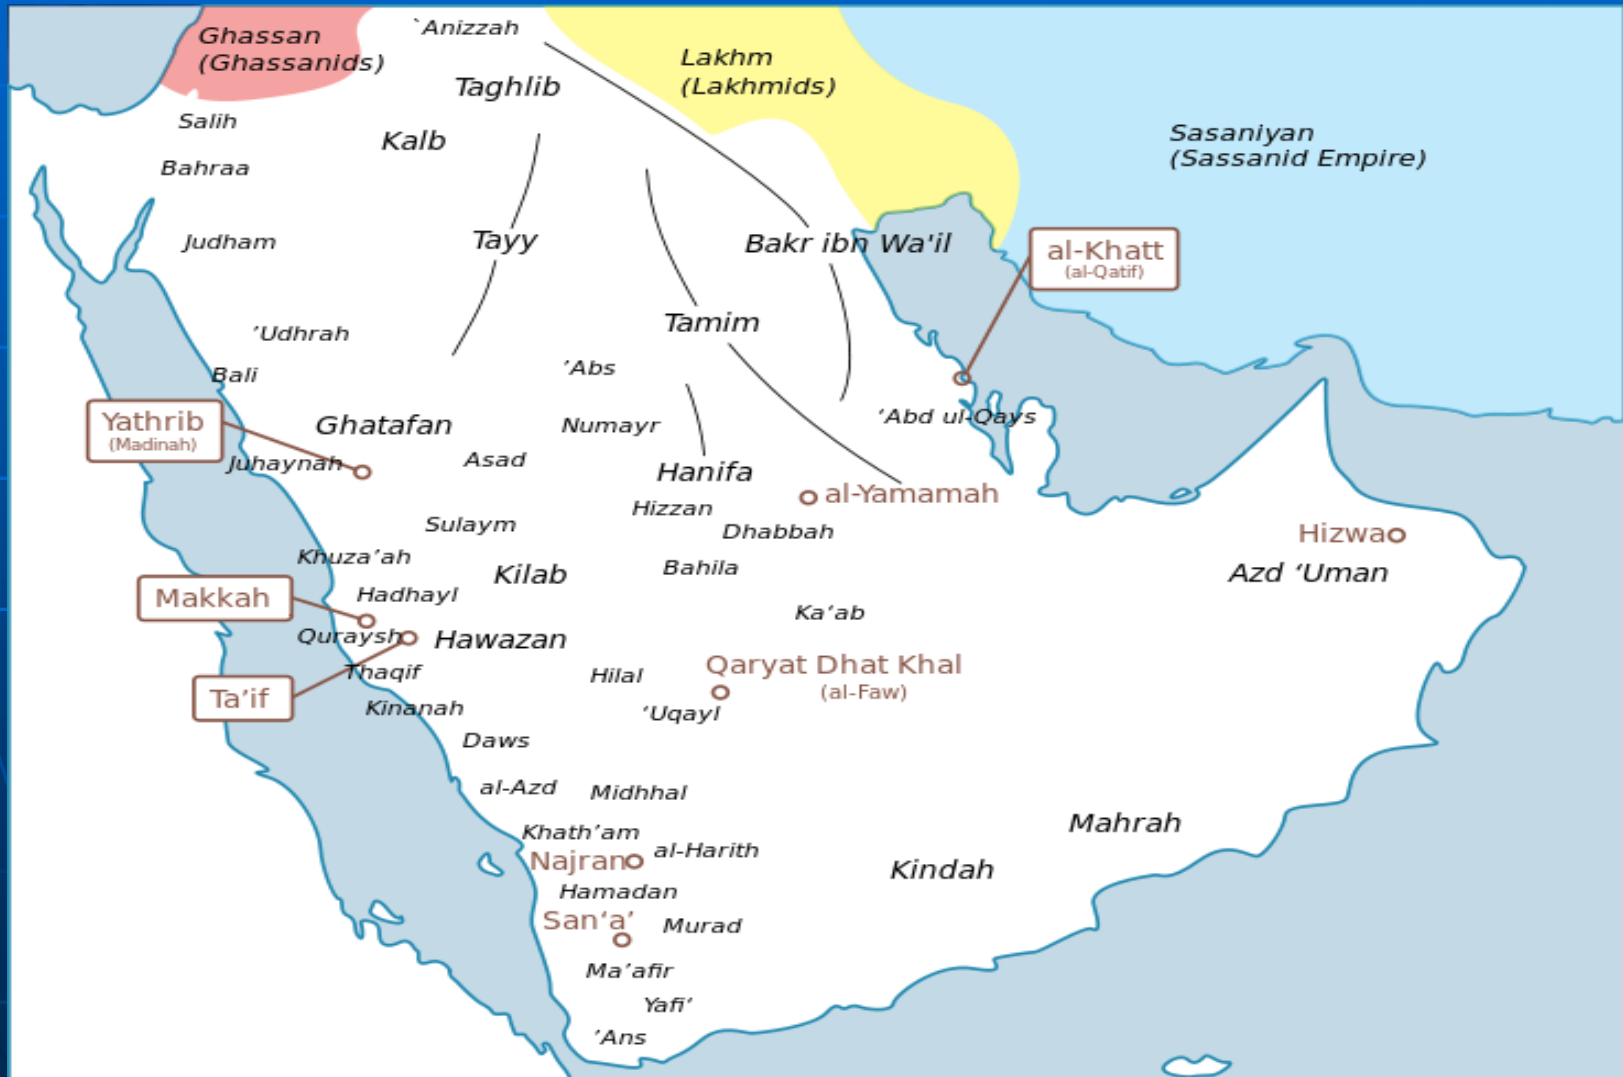 `Anizzah
Ghassan
(Ghassanids)
Lakhm
(Lakhmids)
Taghlib
Salih
Kalb
Sasaniyan
(Sassanid Empire)
Bahraa
Judham
Tayy
Bakr ibn Wa'il
al-Khatt
(al-Qatif)
Tamim
’Udhrah
Bali
’Abs
Yathrib
(Madinah)
Ghatafan
Numayr
‘Abd ul-Qays
Juhaynah
Asad
Hanifa
al-Yamamah
Hizzan
Sulaym
Dhabbah
Hizwa
Khuza’ah
Kilab
Bahila
Azd ‘Uman
Makkah
Hadhayl
Ka’ab
Quraysh
Hawazan
Thaqif
Hilal
Qaryat Dhat Khal
(al-Faw)
Ta’if
Kinanah
‘Uqayl
Daws
al-Azd
Midhhal
Khath’am
Mahrah
Najran
al-Harith
Kindah
Hamadan
San‘a’
Murad
Ma’afir
Yafi‘
’Ans